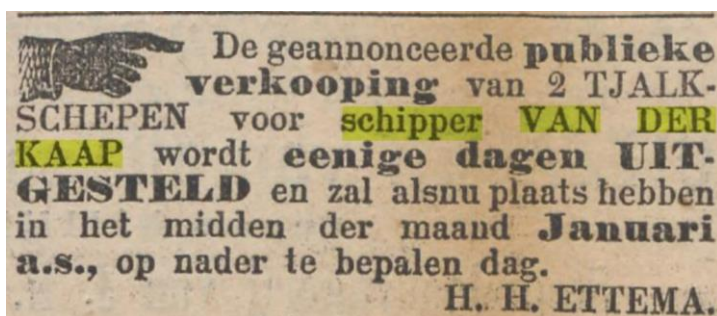 De geannonceerde publieke
verkooping van 2 TJALK-
SCHEPEN voor schipper VAN DER
KAAP wordt eenige dagen UIT-
GESTELD en zal alsnu plaats hebben
in het midden der maand Januari
a.s., op nader te bepalen dag.
H. H. ETTEMA.